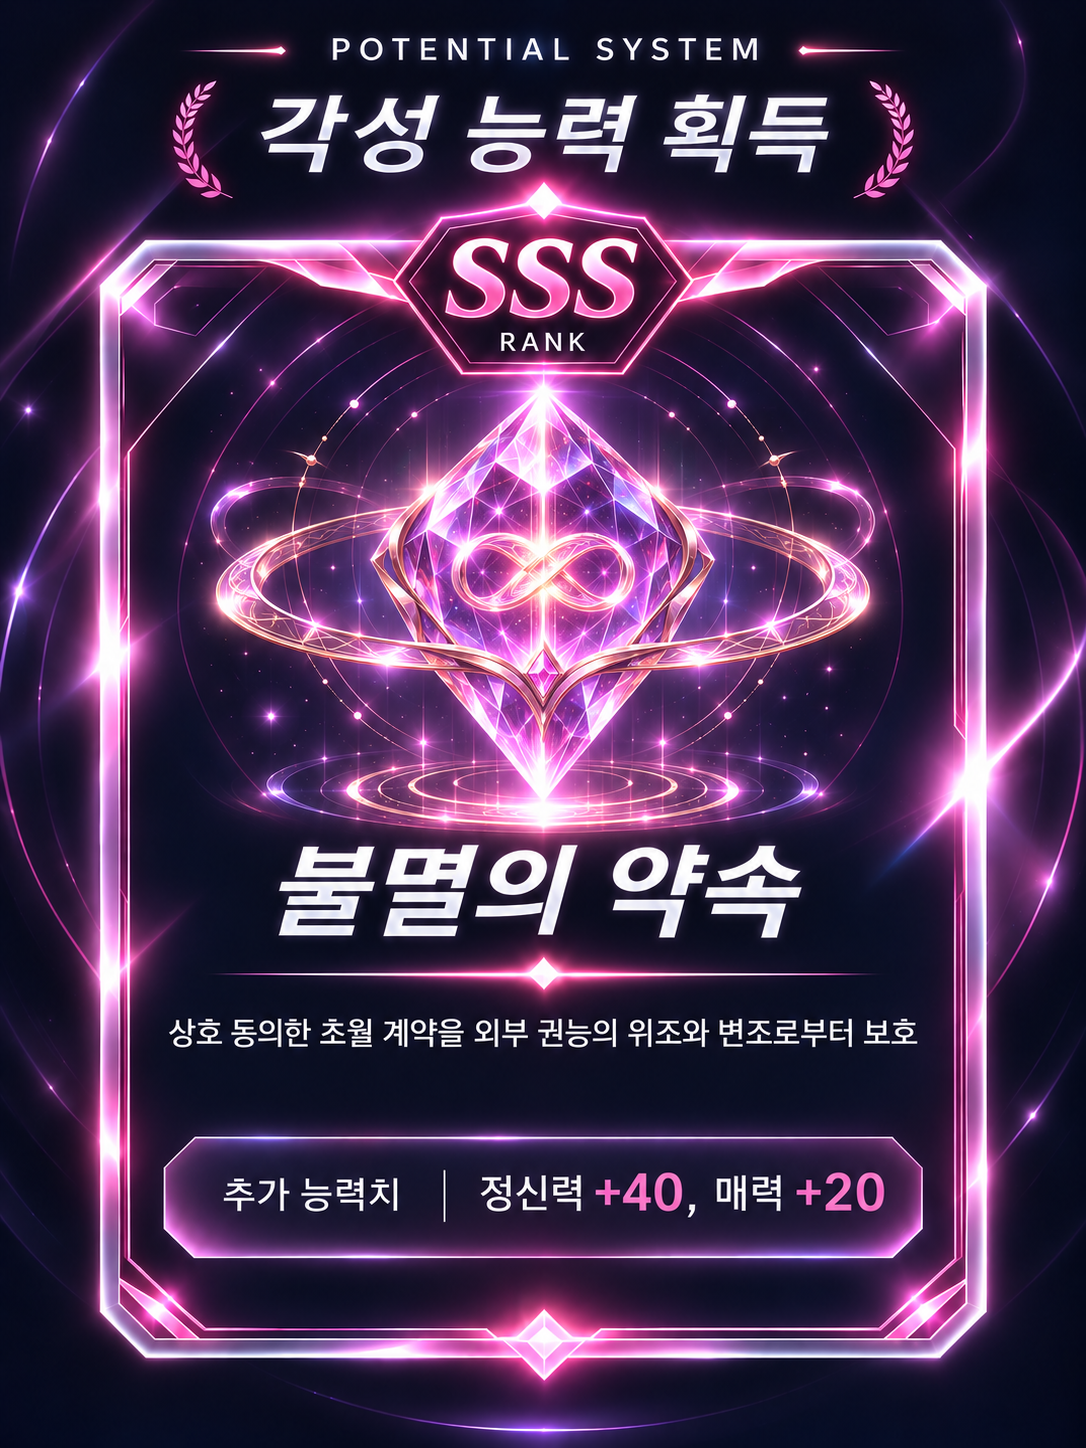 POTENTIAL SYSTEM
각성 능력 획득
SSS
RANK
불멸의 약속
상호 동의한 초월 계약을 외부 권능의 위조와 변조로부터 보호
추가 능력치 | 정신력 +40, 매력 +20